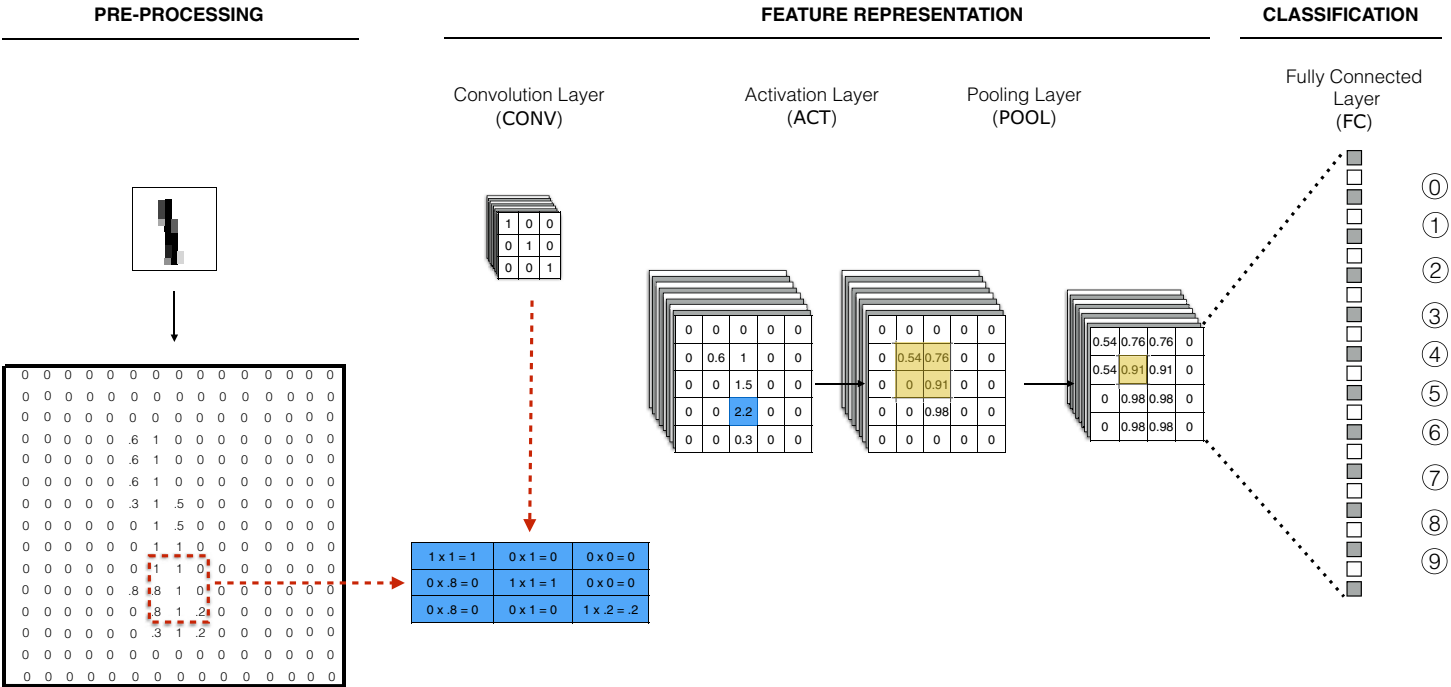 PRE-PROCESSING
FEATURE REPRESENTATION
CLASSIFICATION
Convolution Layer
(CONV)
Activation Layer
(ACT)
Pooling Layer
(POOL)
Fully Connected
Layer
(FC)
0 0 0 0 0 0 0 0 0 0 0 0 0 0 0
0 0 0 0 0 0 0 0 0 0 0 0 0 0 0
0 0 0 0 0 0 0 0 0 0 0 0 0 0 0
0 0 0 0 0 .6 1 0 0 0 0 0 0 0 0
0 0 0 0 0 .6 1 0 0 0 0 0 0 0 0
0 0 0 0 0 .6 1 0 0 0 0 0 0 0 0
0 0 0 0 0 .3 1 .5 0 0 0 0 0 0 0
0 0 0 0 0 0 1 .5 0 0 0 0 0 0 0
0 0 0 0 0 0 1 1 0 0 0 0 0 0 0
0 0 0 0 0 0 1 1 0 0 0 0 0 0 0
0 0 0 0 0 .8 .8 1 0 0 0 0 0 0 0
0 0 0 0 0 0 .8 1 .2 0 0 0 0 0 0
0 0 0 0 0 0 .3 1 .2 0 0 0 0 0 0
0 0 0 0 0 0 0 0 0 0 0 0 0 0 0
0 0 0 0 0 0 0 0 0 0 0 0 0 0 0
1 0 0
0 1 0
0 0 1
1 x 1 = 1 0 x 1 = 0 0 x 0 = 0
0 x .8 = 0 1 x 1 = 1 0 x 0 = 0
0 x .8 = 0 0 x 1 = 0 1 x .2 = .2
0 0 0 0 0
0 0.6 1 0 0
0 0 1.5 0 0
0 0 2.2 0 0
0 0 0.3 0 0
0 0 0 0 0
0 0.54 0.76 0 0
0 0 0.91 0 0
0 0 0.98 0 0
0 0 0 0 0
0.54 0.76 0.76 0
0.54 0.91 0.91 0
0 0.98 0.98 0
0 0.98 0.98 0
0
1
2
3
4
5
6
7
8
9